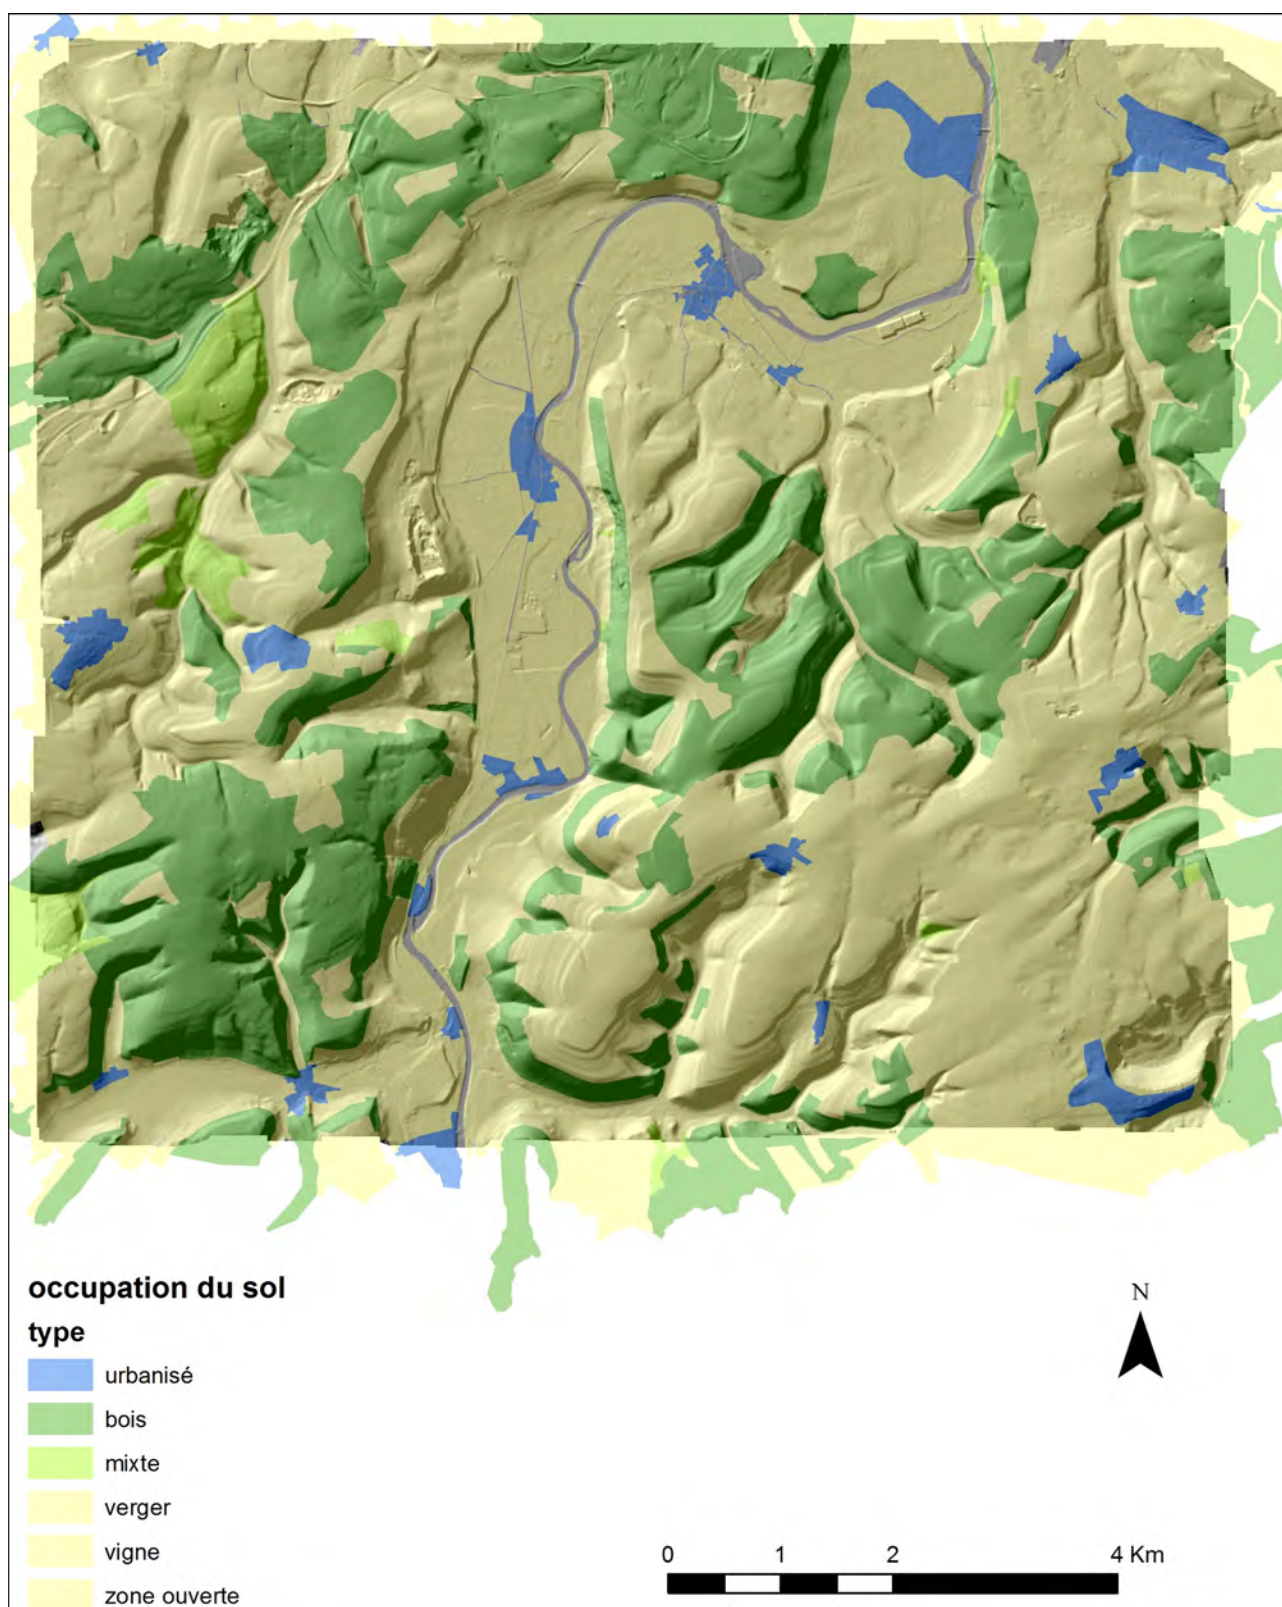 occupation du sol
type
urbanisé
bois
mixte
verger
vigne
zone ouverte
N
0 1 2 4 Km